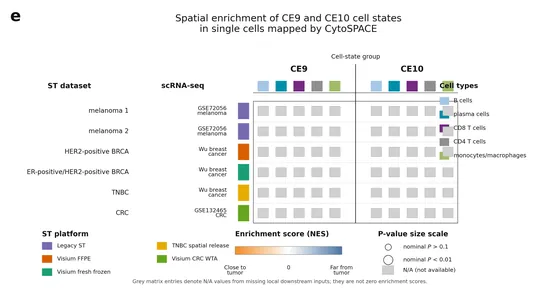 e
Spatial enrichment of CE9 and CE10 cell states
in single cells mapped by CytoSPACE
Cell-state group
CE9 CE10
ST dataset scRNA-seq Cell types
B cells
plasma cells
CD8 T cells
CD4 T cells
monocytes/macrophages
melanoma 1 GSE72056
melanoma
melanoma 2 GSE72056
melanoma
HER2-positive BRCA Wu breast
cancer
ER-positive/HER2-positive BRCA Wu breast
cancer
TNBC Wu breast
cancer
CRC GSE132465
CRC
ST platform
Legacy ST
Visium FFPE
Visium fresh frozen
TNBC spatial release
Visium CRC WTA
Enrichment score (NES)
Close to
tumor
0
Far from
tumor
P-value size scale
nominal P > 0.1
nominal P < 0.01
N/A (not available)
Grey matrix entries denote N/A values from missing local downstream inputs; they are not zero enrichment scores.